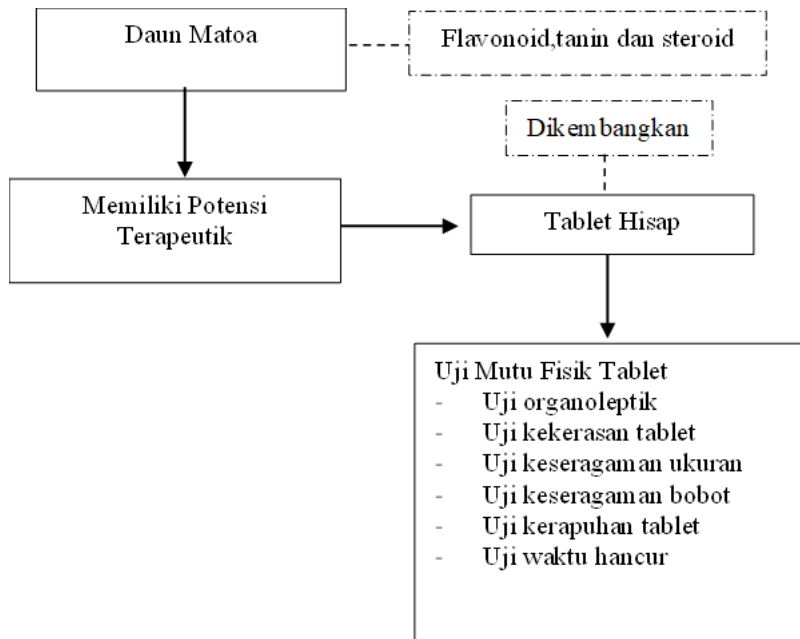 Daun Matoa
Flavonoid,tanin dan steroid
Dikembangkan
Memiliki Potensi
Terapeutik
Tablet Hisap
Uji Mutu Fisik Tablet
- Uji organoleptik
- Uji kekerasan tablet
- Uji keseragaman ukuran
- Uji keseragaman bobot
- Uji kerapuhan tablet
- Uji waktu hancur